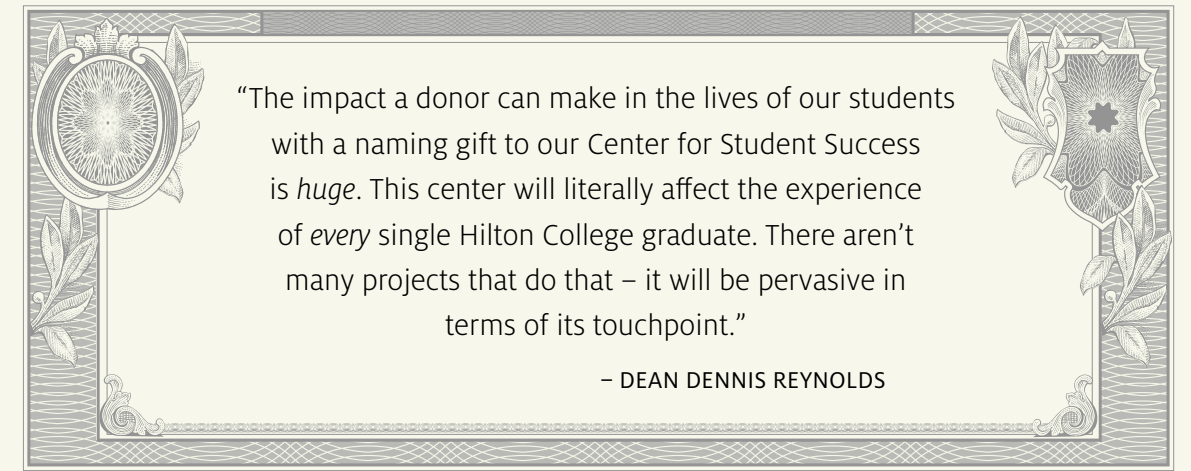 “The impact a donor can make in the lives of our students
with a naming gift to our Center for Student Success
is huge. This center will literally affect the experience
of every single Hilton College graduate. There aren’t
many projects that do that – it will be pervasive in
terms of its touchpoint.”
– DEAN DENNIS REYNOLDS